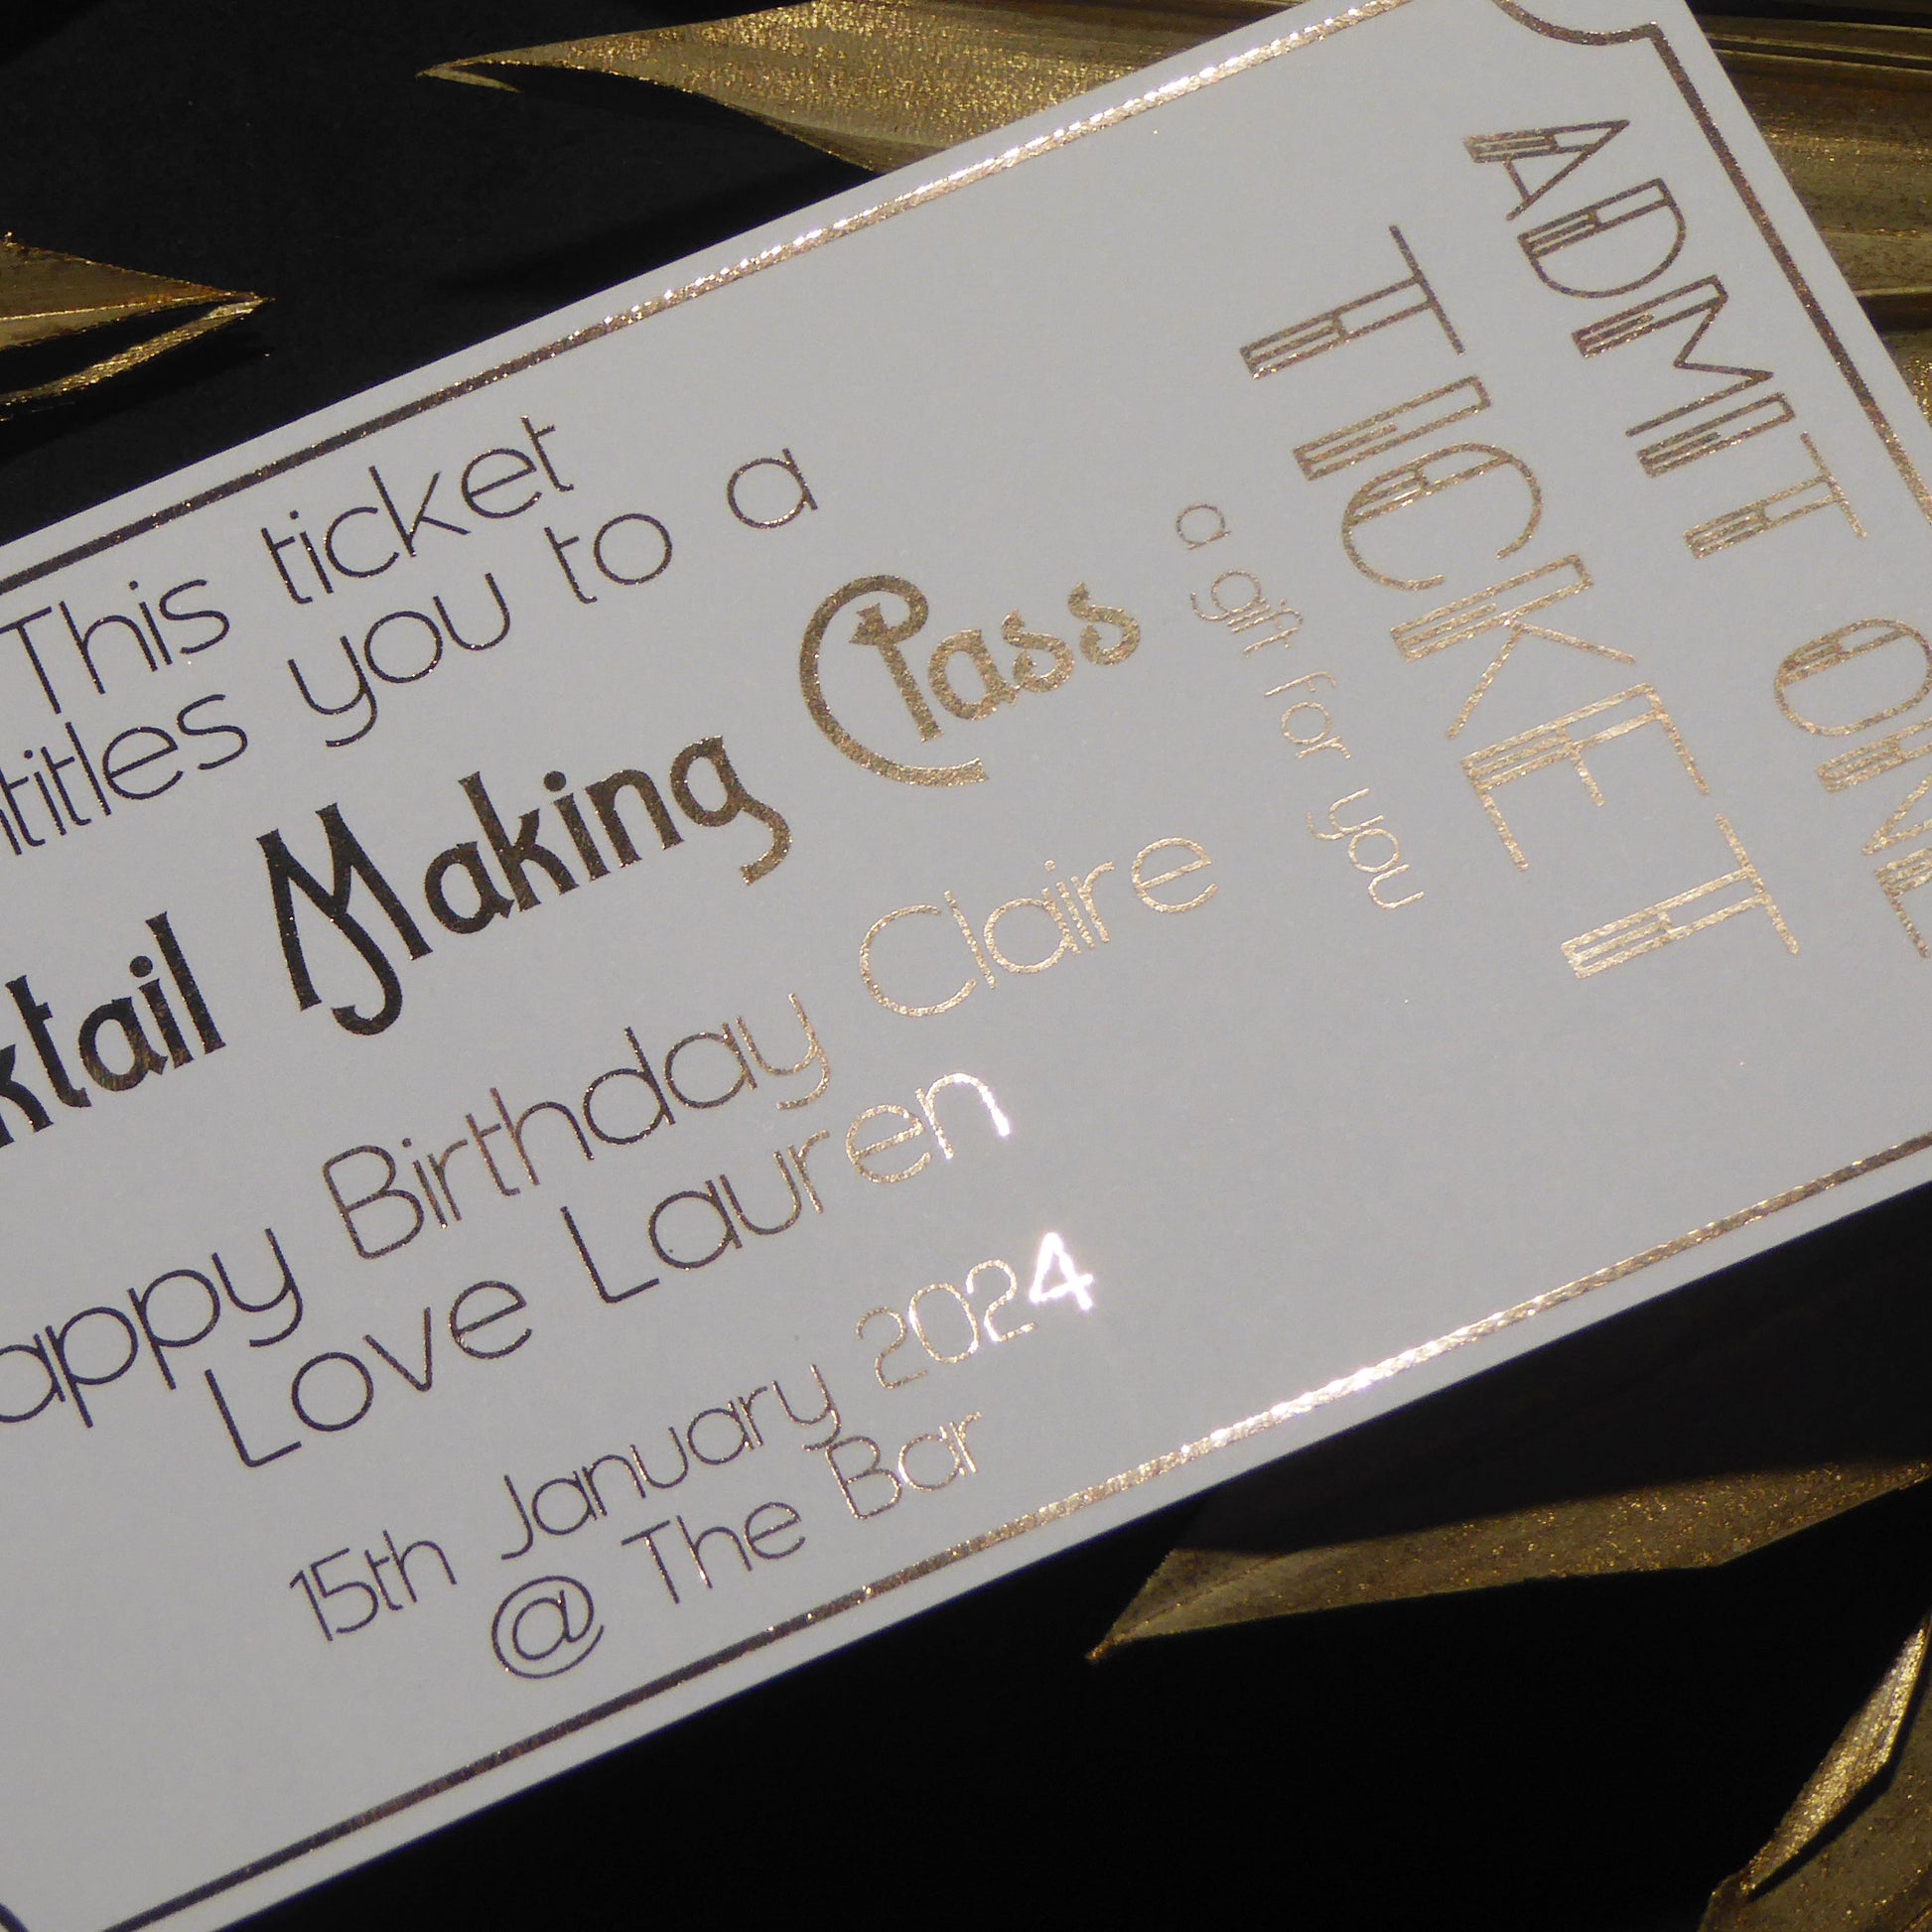 This ticket
titles you to a
ktail Making Class
appy Birthday Claire
Love Lauren
15th January 2024
@ The Bar
a gift for you
TICKET
ADMIT ONE